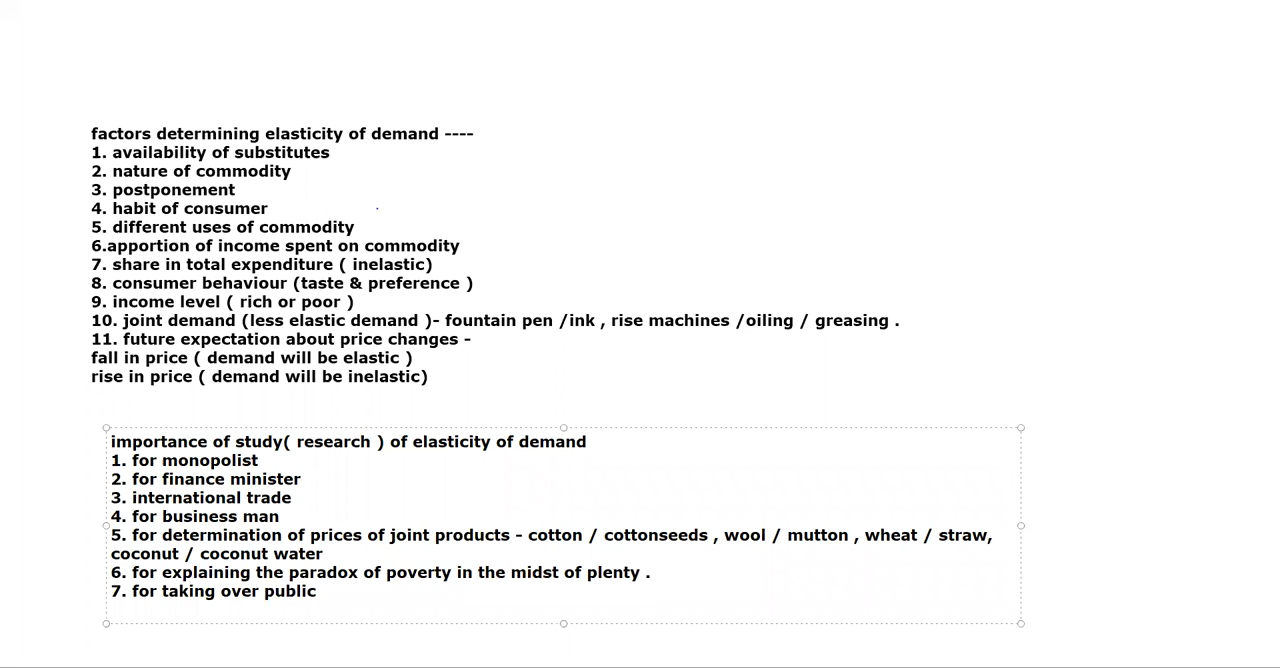 factors determining elasticity of demand ----
1. availability of substitutes
2. nature of commodity
3. postponement
4. habit of consumer
5. different uses of commodity
6.apportion of income spent on commodity
7. share in total expenditure ( inelastic)
8. consumer behaviour (taste & preference )
9. income level ( rich or poor )
10. joint demand (less elastic demand )- fountain pen /ink , rise machines /oiling / greasing .
11. future expectation about price changes -
fall in price ( demand will be elastic )
rise in price ( demand will be inelastic)
importance of study( research ) of elasticity of demand
1. for monopolist
2. for finance minister
3. international trade
4. for business man
5. for determination of prices of joint products - cotton / cottonseeds , wool / mutton , wheat / straw,
coconut / coconut water
6. for explaining the paradox of poverty in the midst of plenty .
7. for taking over public